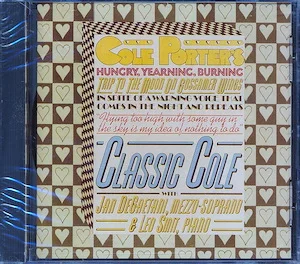 COLE PORTER'S
HUNGRY, YEARNING, BURNING
TRIP TO THE MOON ON GOSSAMER WINGS
IN SPITE OF A WARNING VOICE THAT
COMES IN THE NIGHT AND REPEATS
"Flying too high with some guy in
the sky is my idea of nothing to do"
CLASSIC COLE
WITH
JAN DEGAETANI, MEZZO-SOPRANO
& LEO SMIT, PIANO